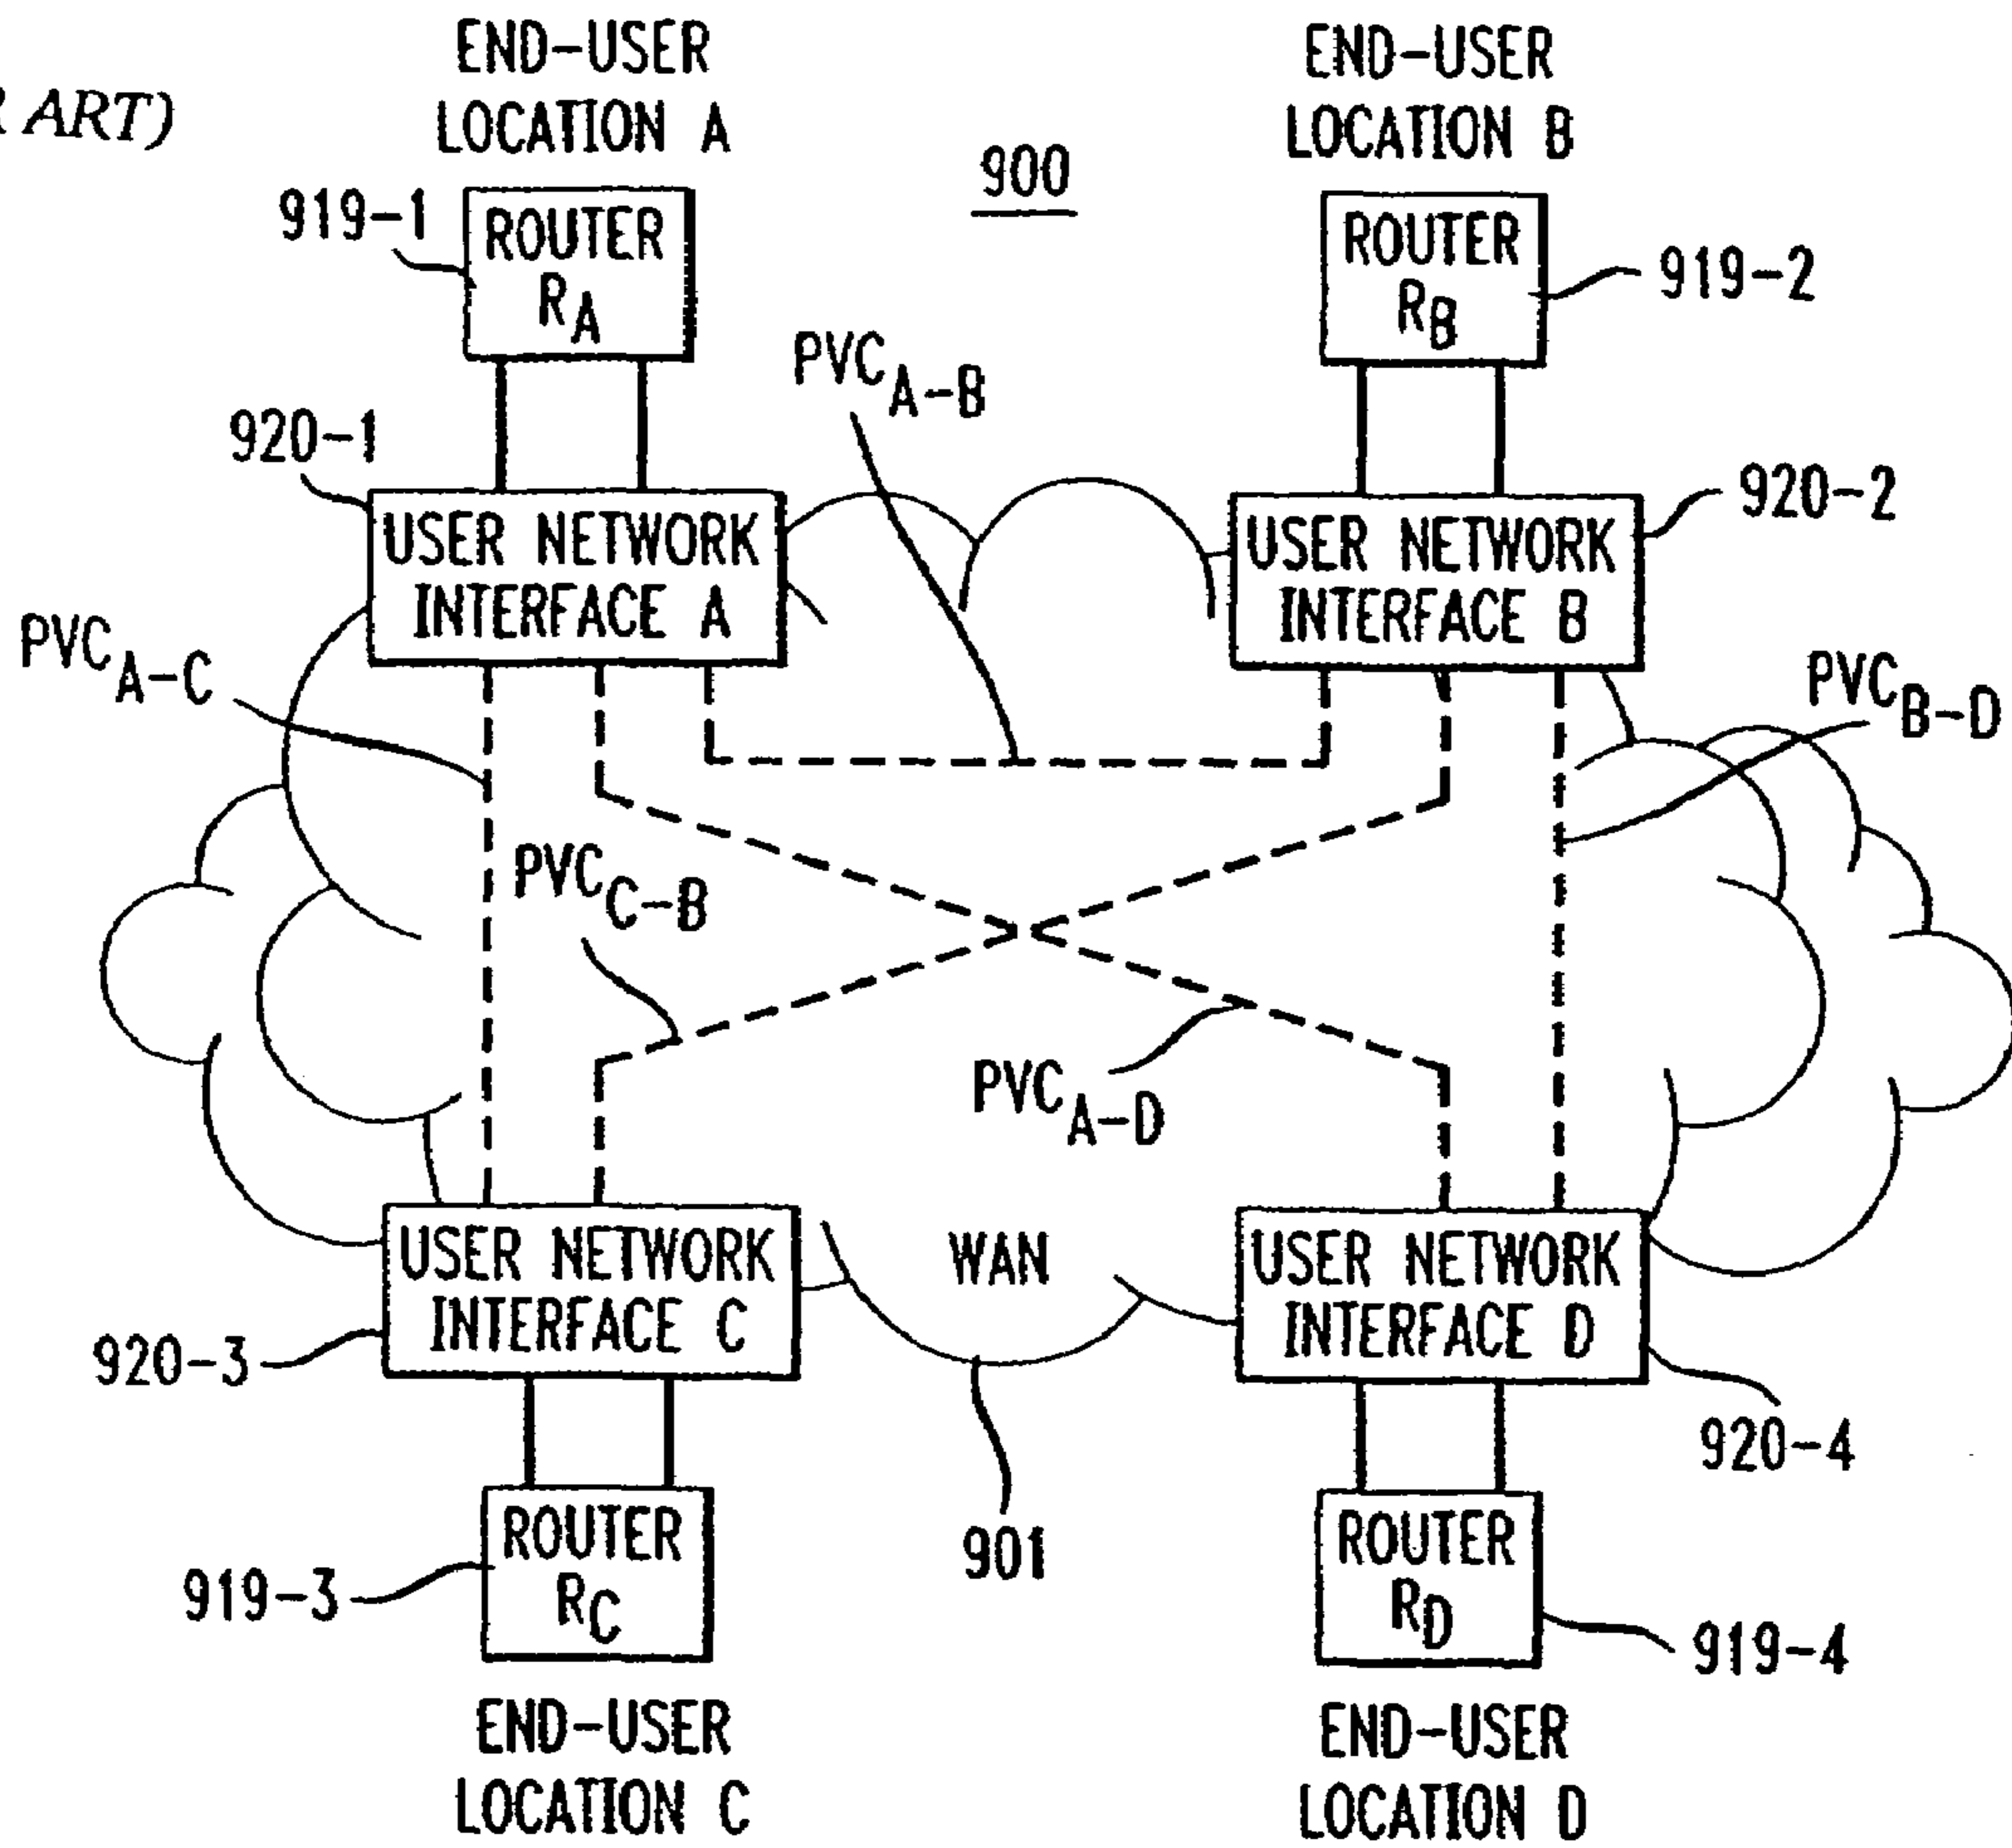 ART)
END-USER
LOCATION A
END-USER
LOCATION B
900
919-1
ROUTER
RA
ROUTER
RB
919-2
PVCA-B
920-1
920-2
USER NETWORK
INTERFACE A
USER NETWORK
INTERFACE B
PVCA-C
PVCB-D
PVCC-B
PVCA-D
USER NETWORK
INTERFACE C
WAN
USER NETWORK
INTERFACE D
920-3
920-4
901
ROUTER
RC
ROUTER
RD
919-3
919-4
END-USER
LOCATION C
END-USER
LOCATION D